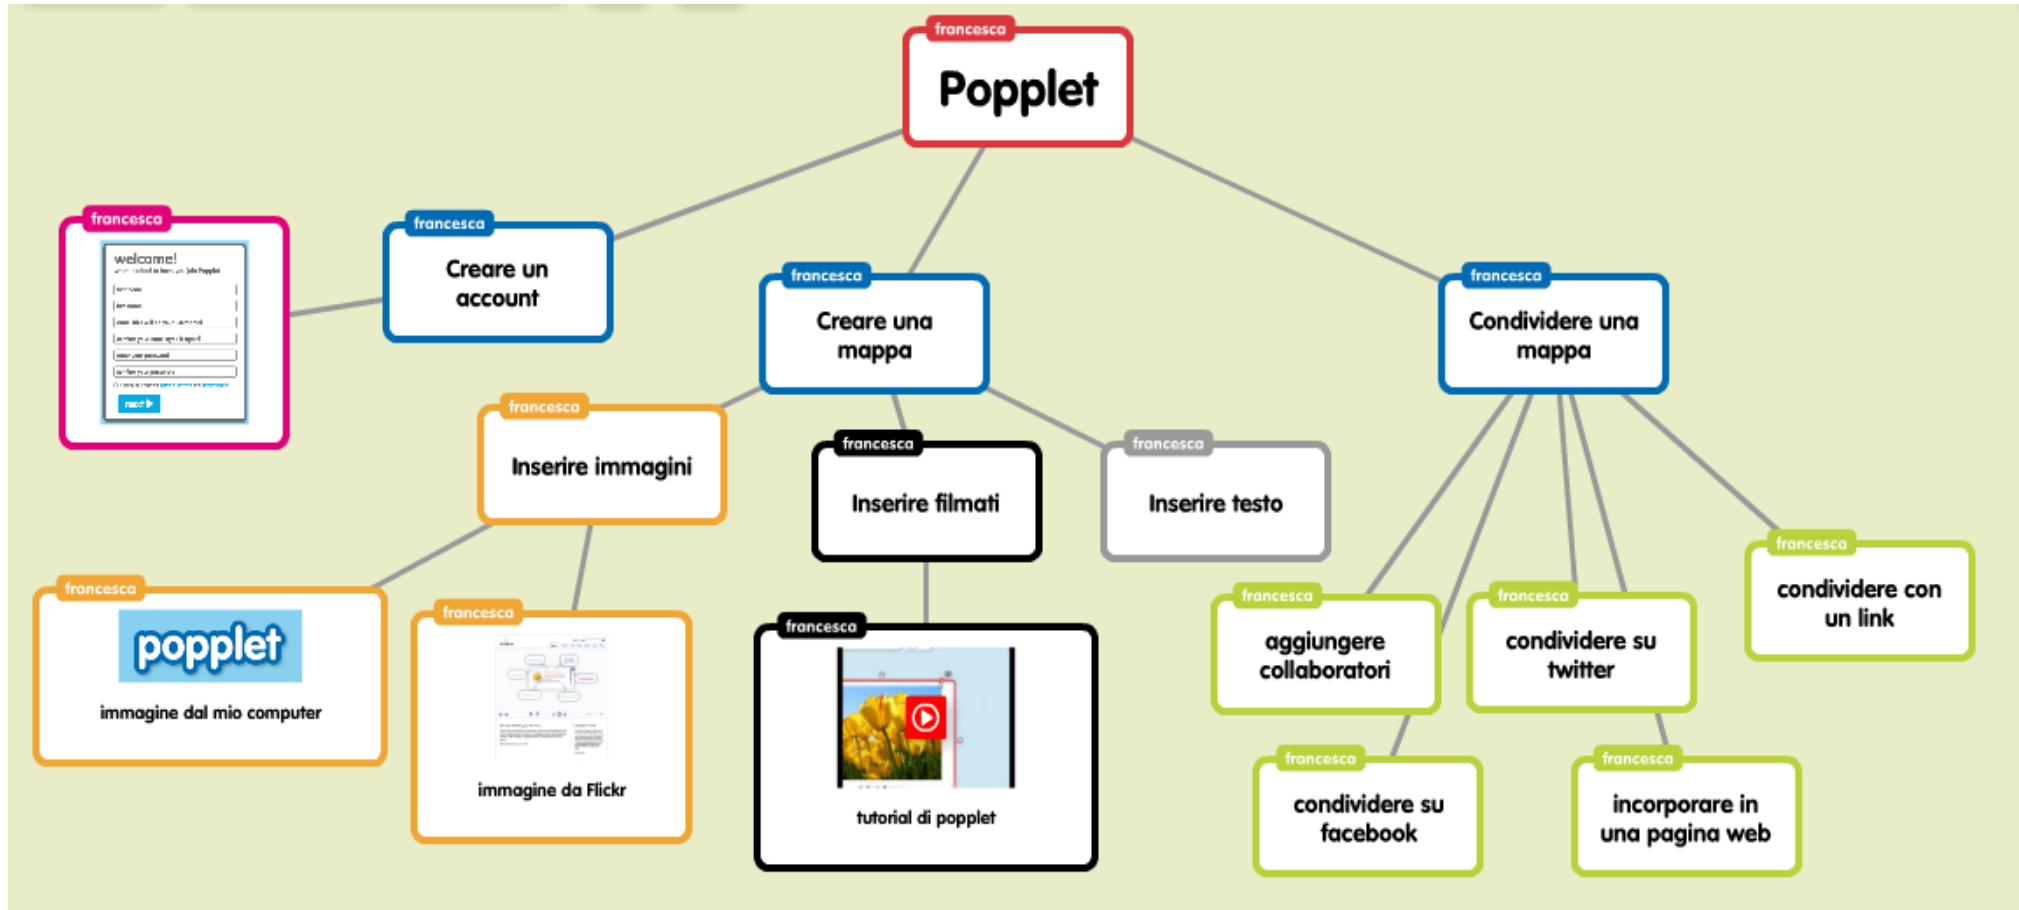 francesca
Popplet
francesca
welcome!
next
francesca
Creare un
account
francesca
Creare una
mappa
francesca
Condividere una
mappa
francesca
Inserire immagini
francesca
Inserire filmati
francesca
Inserire testo
francesca
popplet
immagine dal mio computer
francesca
immagine da Flickr
francesca
tutorial di popplet
francesca
aggiungere
collaboratori
francesca
condividere su
twitter
francesca
condividere con
un link
francesca
condividere su
facebook
francesca
incorporare in
una pagina web